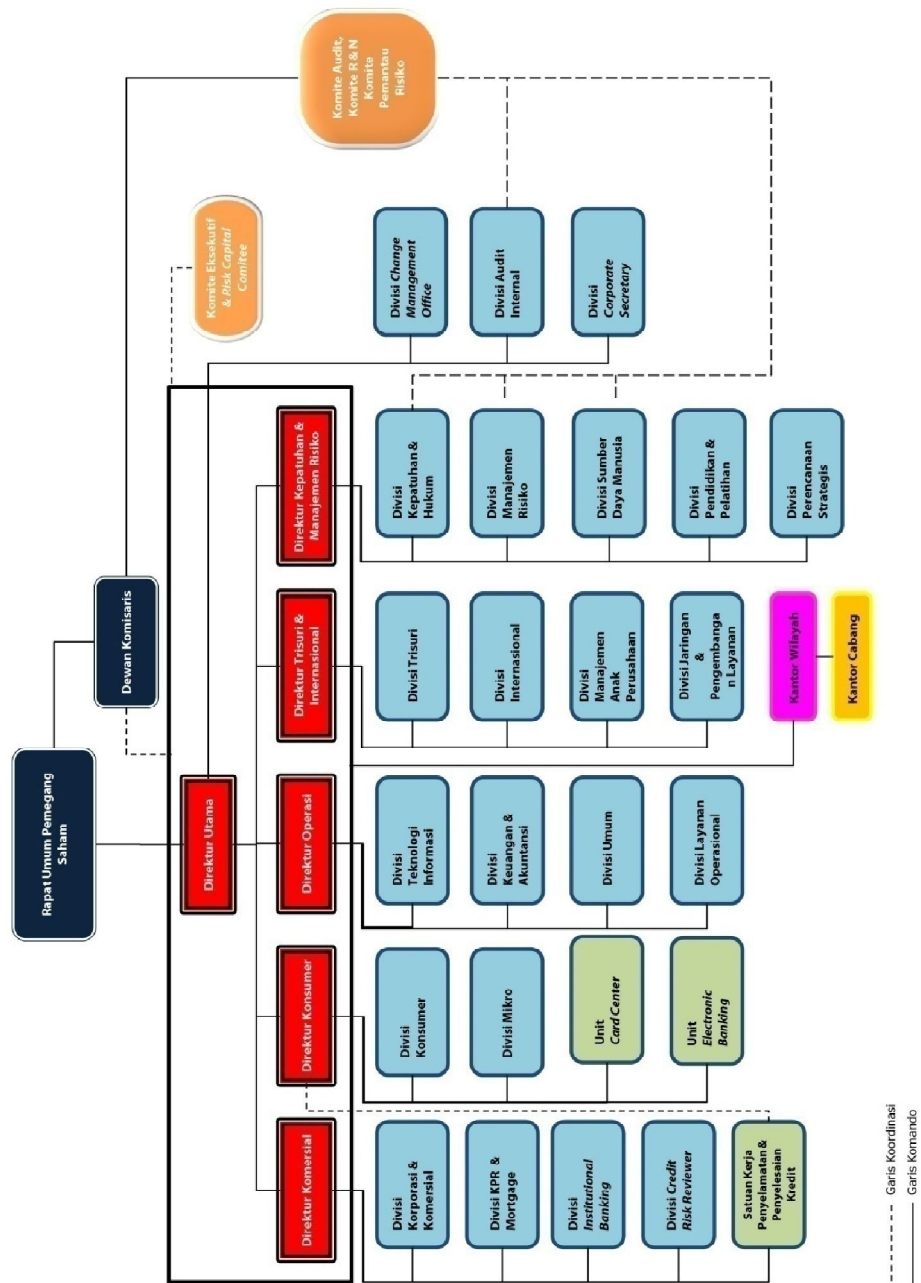 Rapat Umum Pemegang
Saham
Dewan Komisaris
Komite Audit,
Komite R & N
Komite
Pemantau
Risiko
Komite Eksekutif
& Risk Capital
Comitee
Direktur Utama
Direktur Komersial
Direktur Konsumer
Direktur Operasi
Direktur Trisuri &
Internasional
Direktur Kepatuhan &
Manajemen Risiko
Divisi
Korporasi &
Komersial
Divisi KPR &
Mortgage
Divisi
Institutional
Banking
Divisi Credit
Risk Reviewer
Satuan Kerja
Penyelamatan &
Penyelesaian
Kredit
Divisi
Konsumer
Divisi Mikro
Unit
Card Center
Unit
Electronic
Banking
Divisi
Teknologi
Informasi
Divisi
Keuangan &
Akuntansi
Divisi Umum
Divisi Layanan
Operasional
Divisi Trisuri
Divisi
Internasional
Divisi
Manajemen
Anak
Perusahaan
Divisi Jaringan
&
Pengembanga
n Layanan
Kantor Wilayah
Kantor Cabang
Divisi
Kepatuhan &
Hukum
Divisi
Manajemen
Risiko
Divisi Sumber
Daya Manusia
Divisi
Pendidikan &
Pelatihan
Divisi
Perencanaan
Strategis
Divisi Change
Management
Office
Divisi Audit
Internal
Divisi
Corporate
Secretary
Garis Koordinasi
Garis Komando